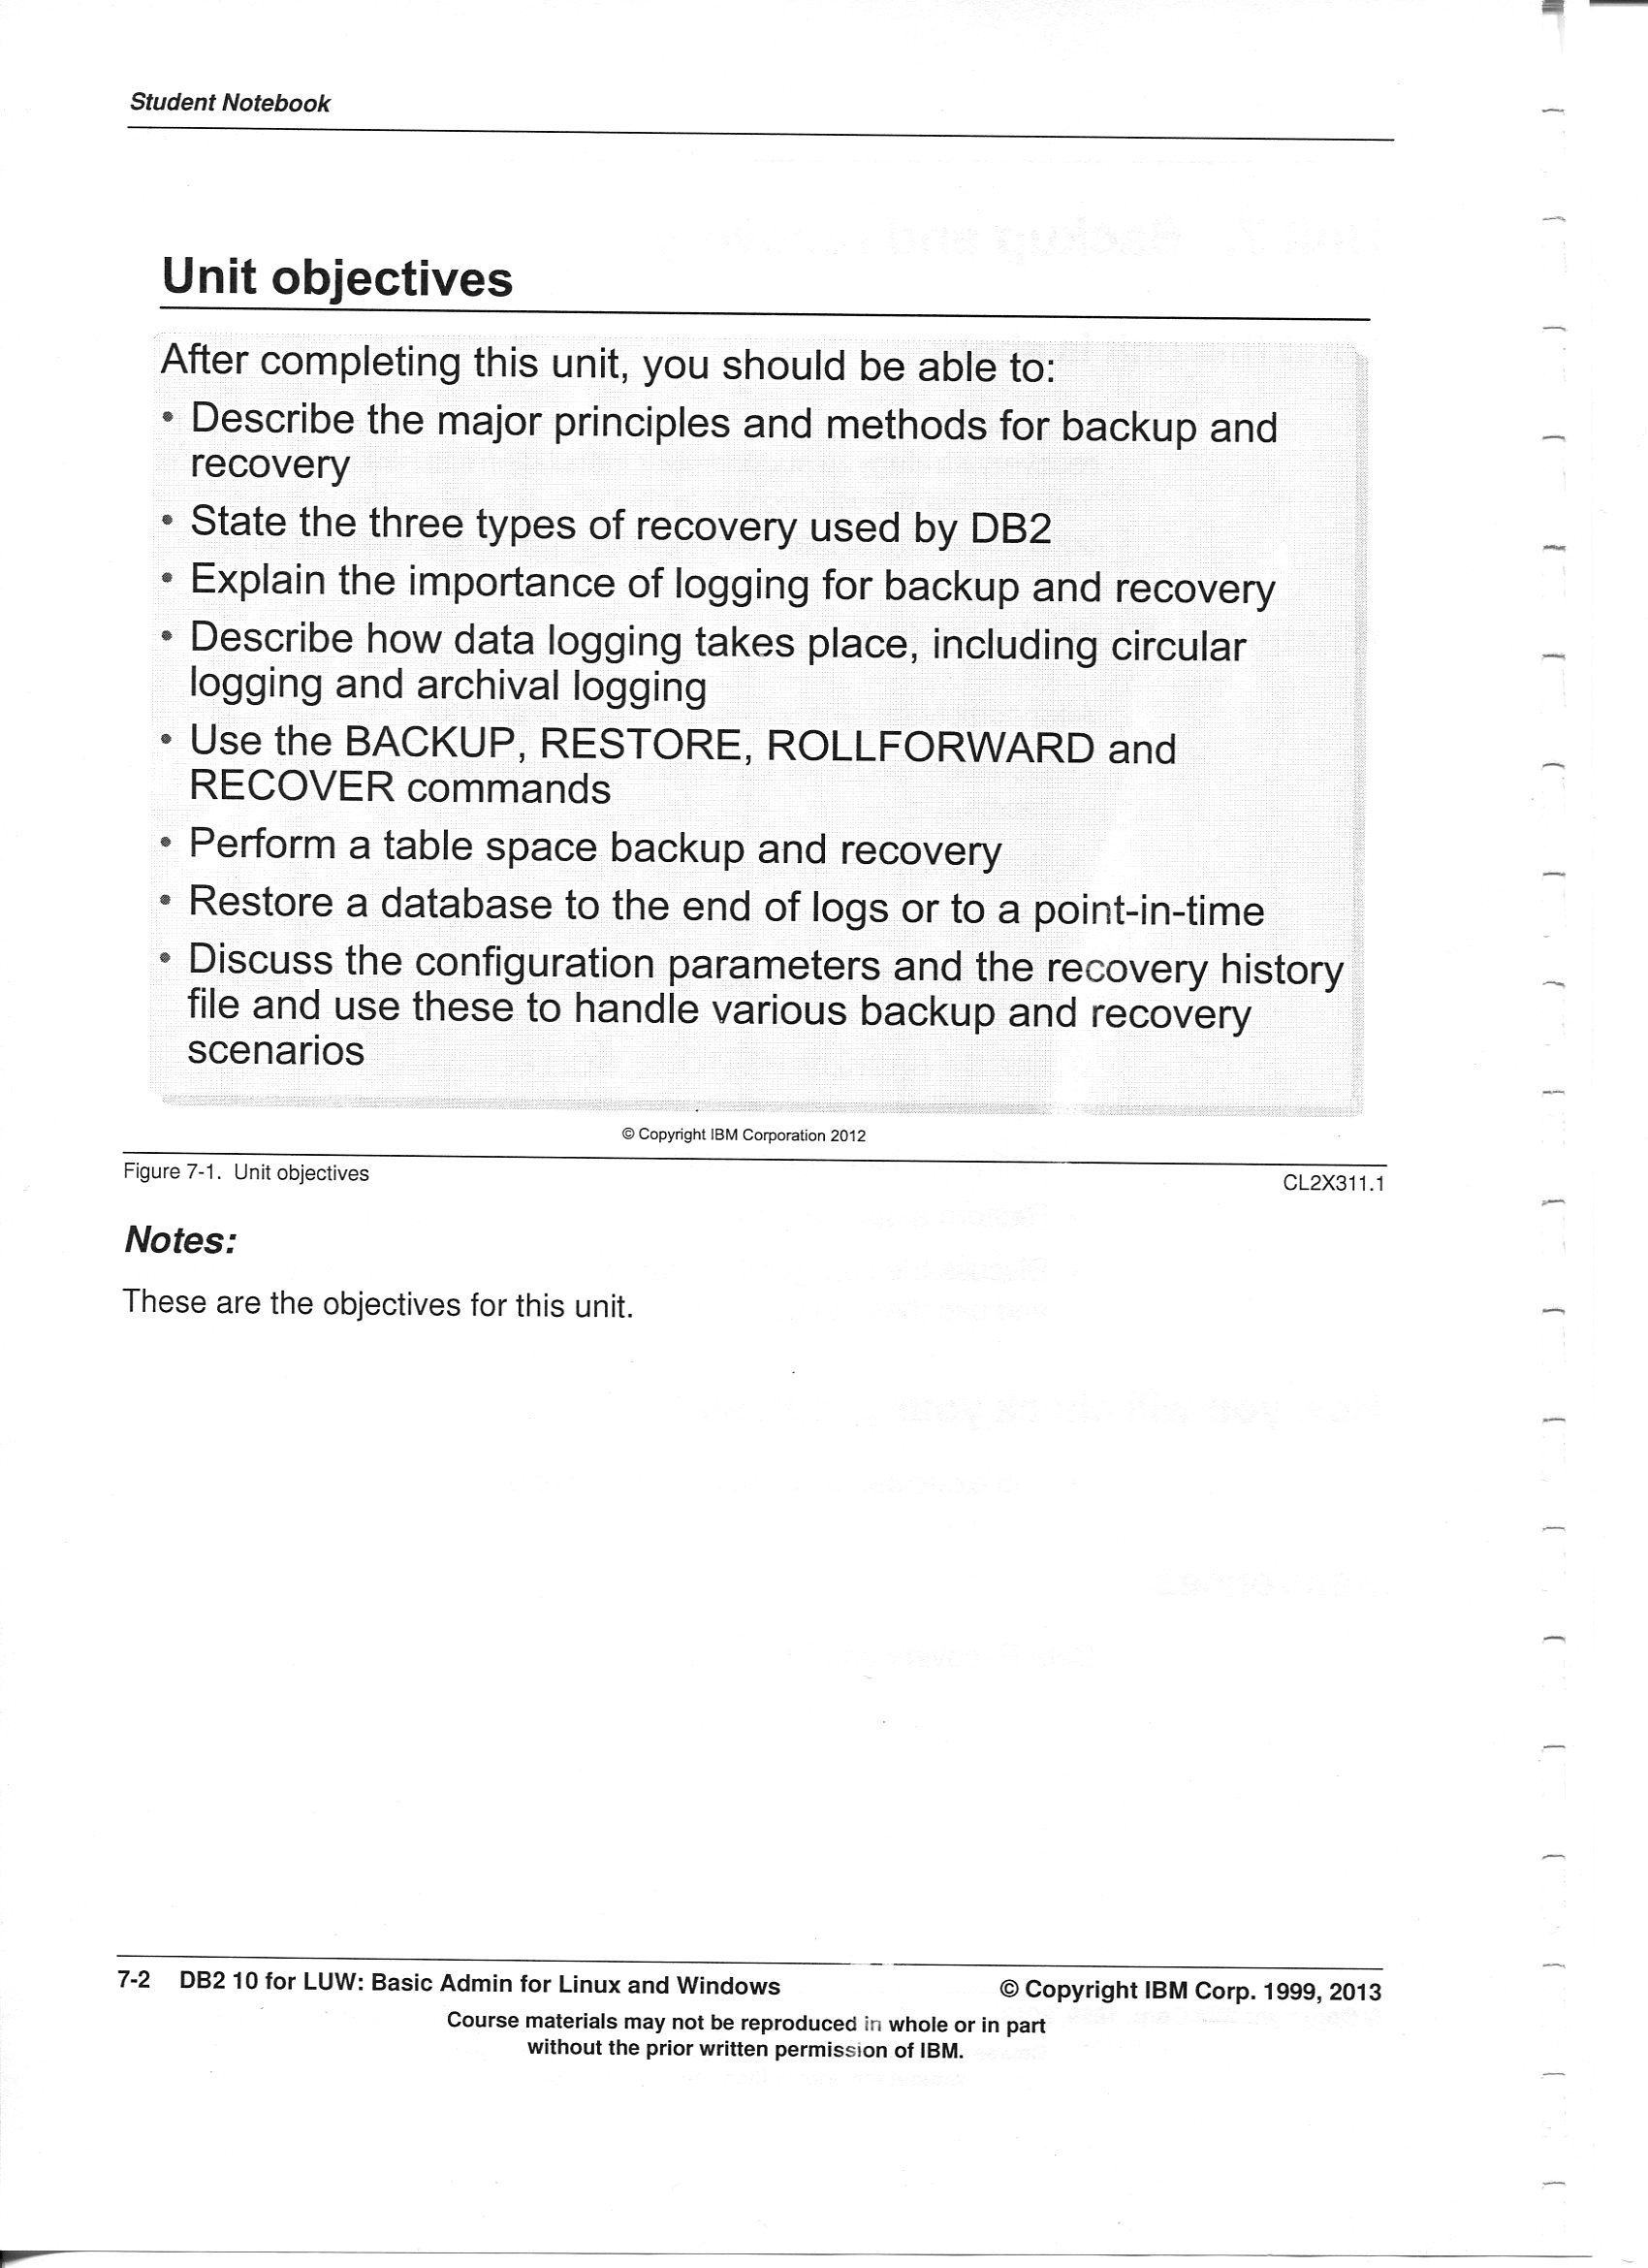 Student Notebook
Unit objectives
After completing this unit, you should be able to:
• Describe the major principles and methods for backup and
recovery
• State the three types of recovery used by DB2
• Explain the importance of logging for backup and recovery
• Describe how data logging takes place, including circular
logging and archival logging
• Use the BACKUP, RESTORE, ROLLFORWARD and
RECOVER commands
• Perform a table space backup and recovery
• Restore a database to the end of logs or to a point-in-time
• Discuss the configuration parameters and the recovery history
file and use these to handle various backup and recovery
scenarios
© Copyright IBM Corporation 2012
Figure 7-1. Unit objectives
CL2X311.1
Notes:
These are the objectives for this unit.
7-2 DB2 10 for LUW: Basic Admin for Linux and Windows
© Copyright IBM Corp. 1999, 2013
Course materials may not be reproduced in whole or in part
without the prior written permission of IBM.